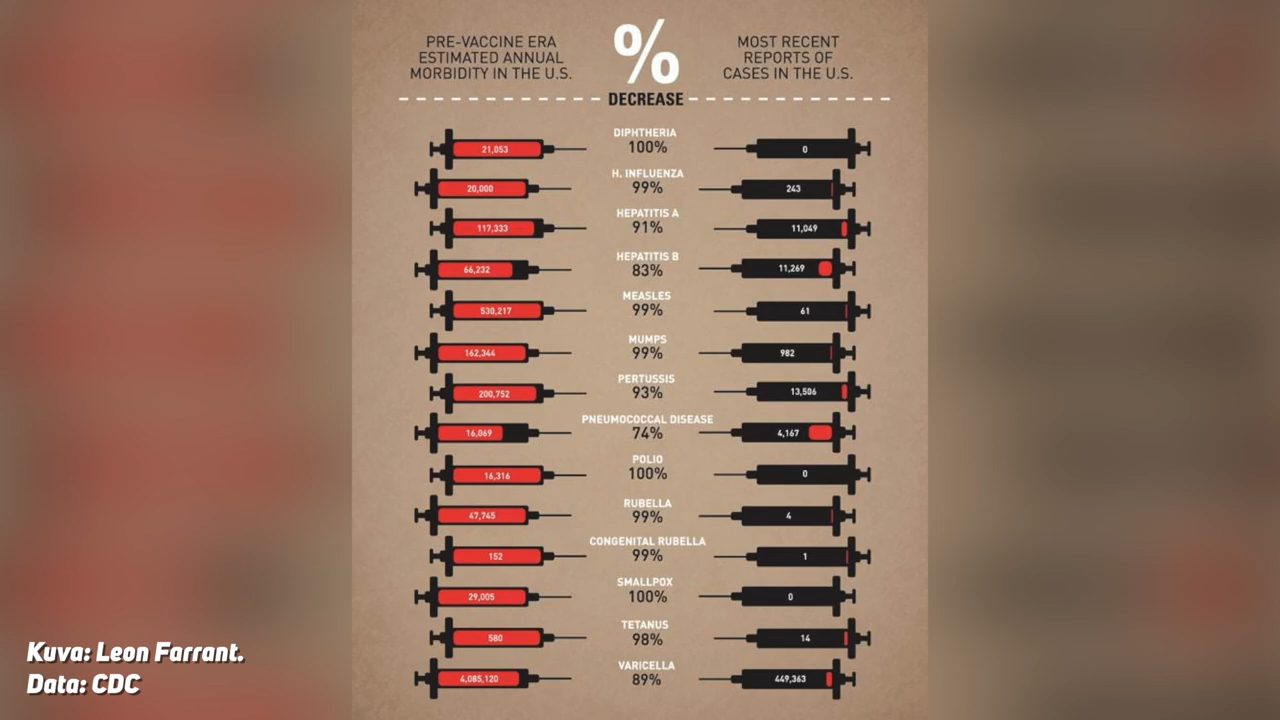 PRE-VACCINE ERA
ESTIMATED ANNUAL
MORBIDITY IN THE U.S.
%
DECREASE
MOST RECENT
REPORTS OF
CASES IN THE U.S.
DIPHTHERIA
21,053 100% 0
H. INFLUENZA
20,000 99% 243
HEPATITIS A
117,333 91% 11,049
HEPATITIS B
66,232 83% 11,269
MEASLES
530,217 99% 61
MUMPS
162,344 99% 982
PERTUSSIS
200,752 93% 13,506
PNEUMOCOCCAL DISEASE
16,069 74% 4,167
POLIO
16,316 100% 0
RUBELLA
47,745 99% 4
CONGENITAL RUBELLA
152 99% 1
SMALLPOX
29,005 100% 0
TETANUS
580 98% 14
VARICELLA
4,085,120 89% 449,363
Kuva: Leon Farrant.
Data: CDC